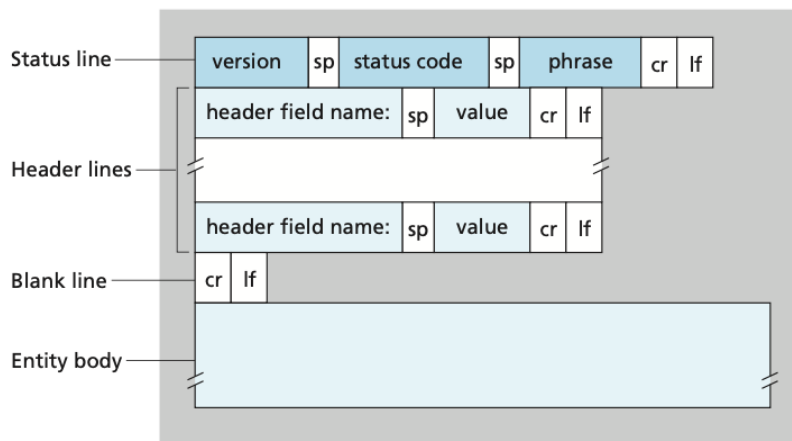 Status line version sp status code sp phrase cr lf
header field name: sp value cr lf
Header lines
header field name: sp value cr lf
Blank line cr lf
Entity body